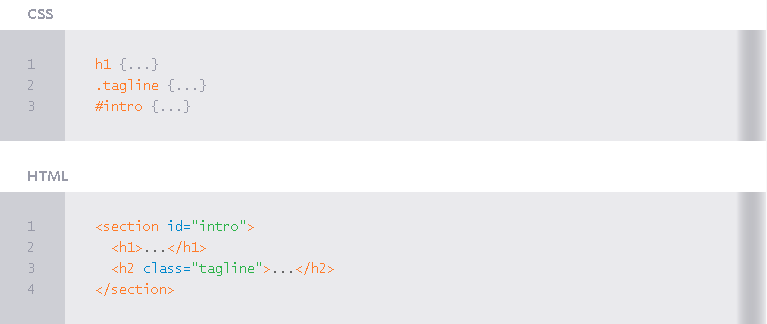 CSS
1 h1 {...}
2 .tagline {...}
3 #intro {...}
HTML
1 <section id="intro">
2 <h1>...</h1>
3 <h2 class="tagline">...</h2>
4 </section>